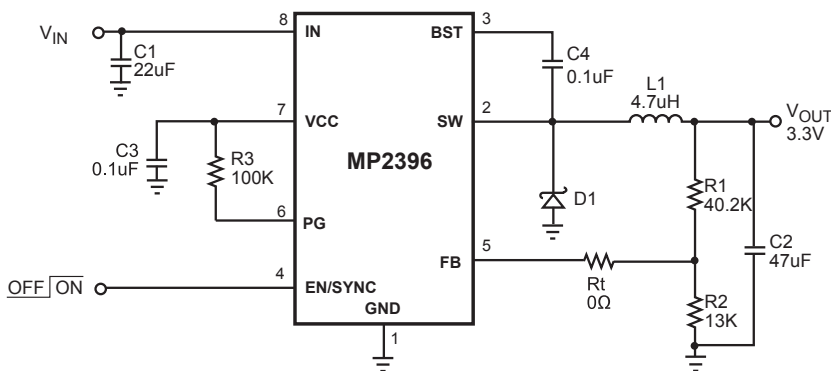 V_IN
C1
22uF
8
IN
BST
3
C4
0.1uF
7
VCC
SW
2
L1
4.7uH
V_OUT
3.3V
C3
0.1uF
R3
100K
MP2396
D1
R1
40.2K
6
PG
FB
5
Rt
0Ω
C2
47uF
OFF ON
4
EN/SYNC
R2
13K
GND
1